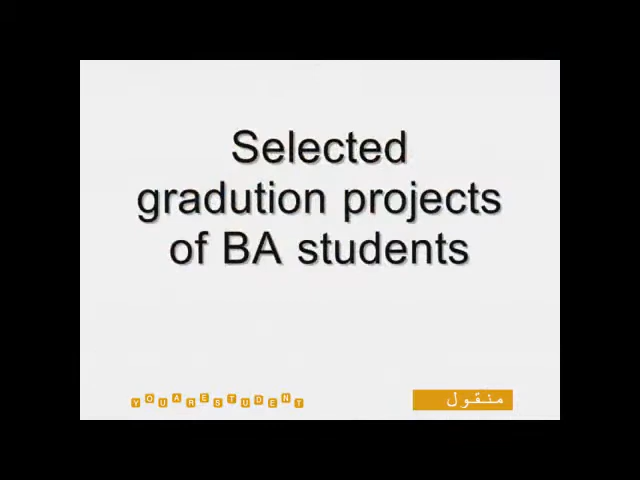 Selected
gradution projects
of BA students
YOUARESTUDENT
منقول